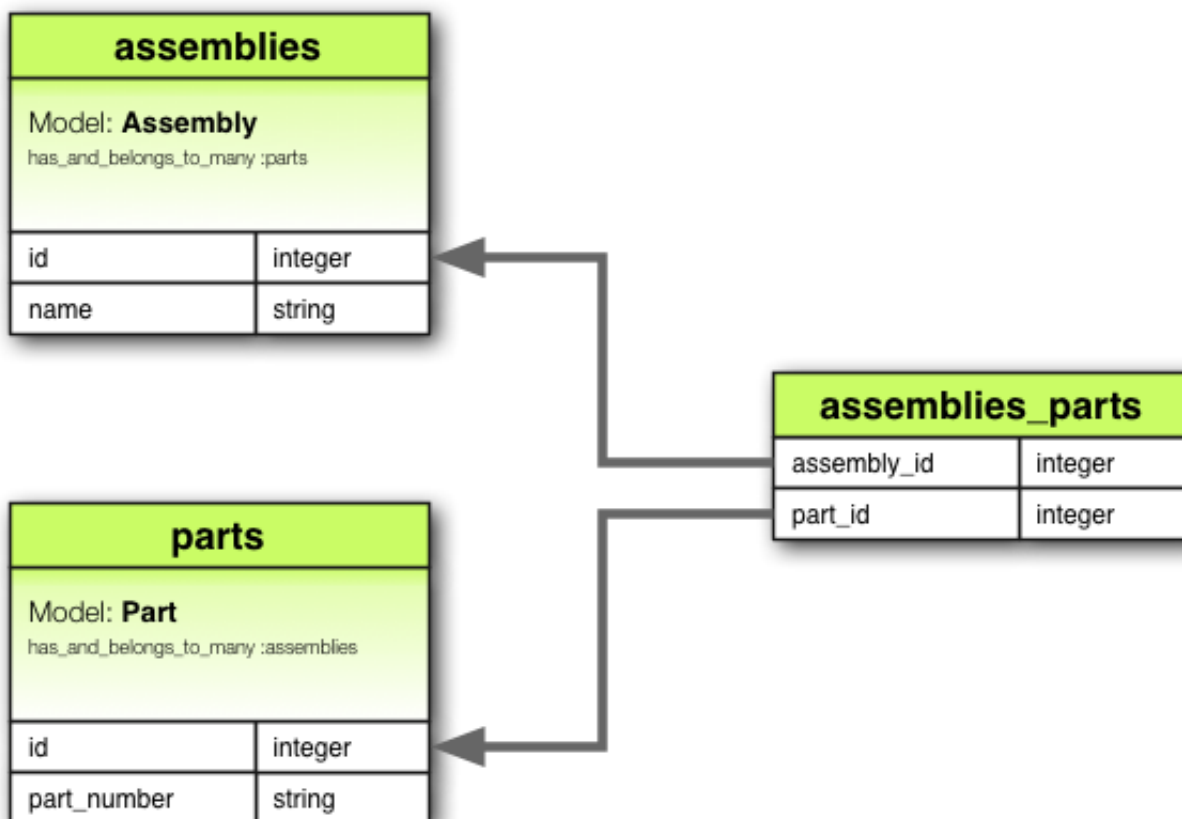 assemblies
Model: Assembly
has_and_belongs_to_many :parts
id integer
name string
assemblies_parts
assembly_id integer
part_id integer
parts
Model: Part
has_and_belongs_to_many :assemblies
id integer
part_number string